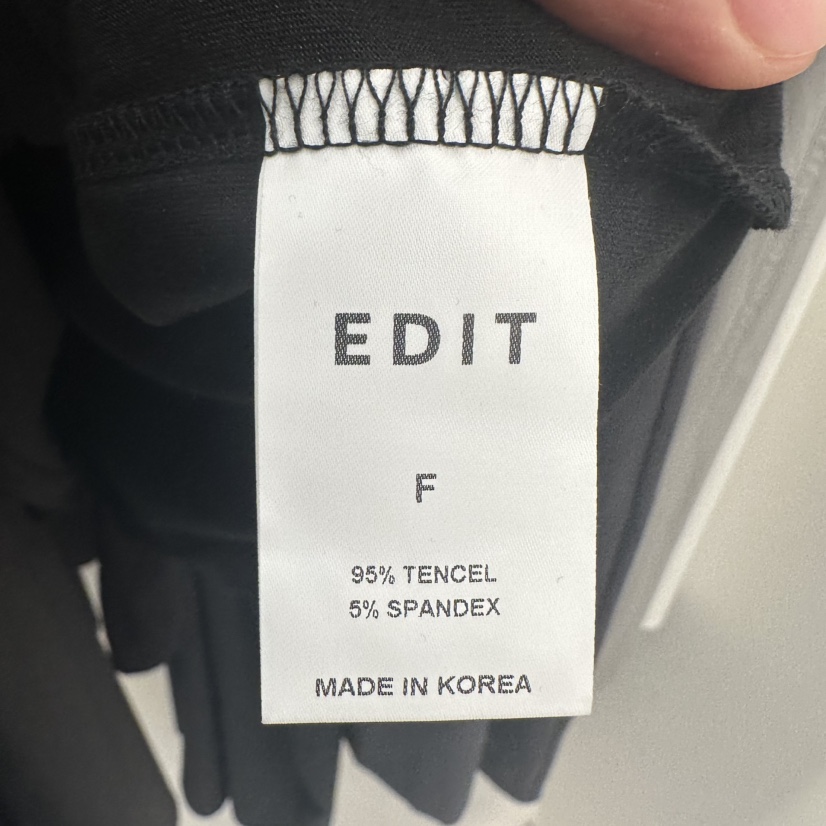 EDIT
F
95% TENCEL
5% SPANDEX
MADE IN KOREA